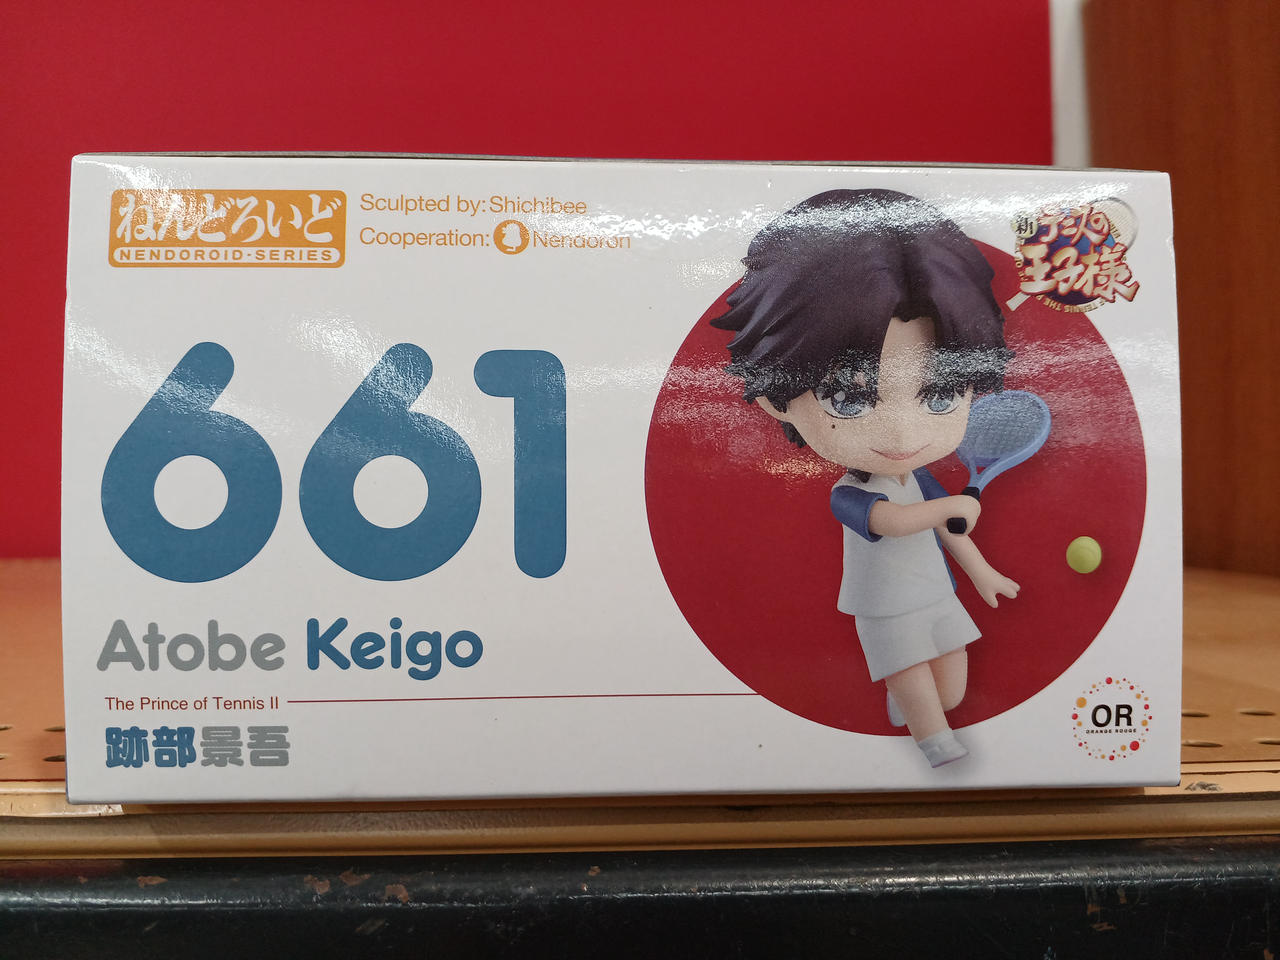 ねんどろいど
NENDOROID-SERIES
Sculpted by: Shichibee
Cooperation: Nendoron
661
Atobe Keigo
The Prince of Tennis II
跡部景吾
新テニスの
王子様
OR
ORANGE ROUGE